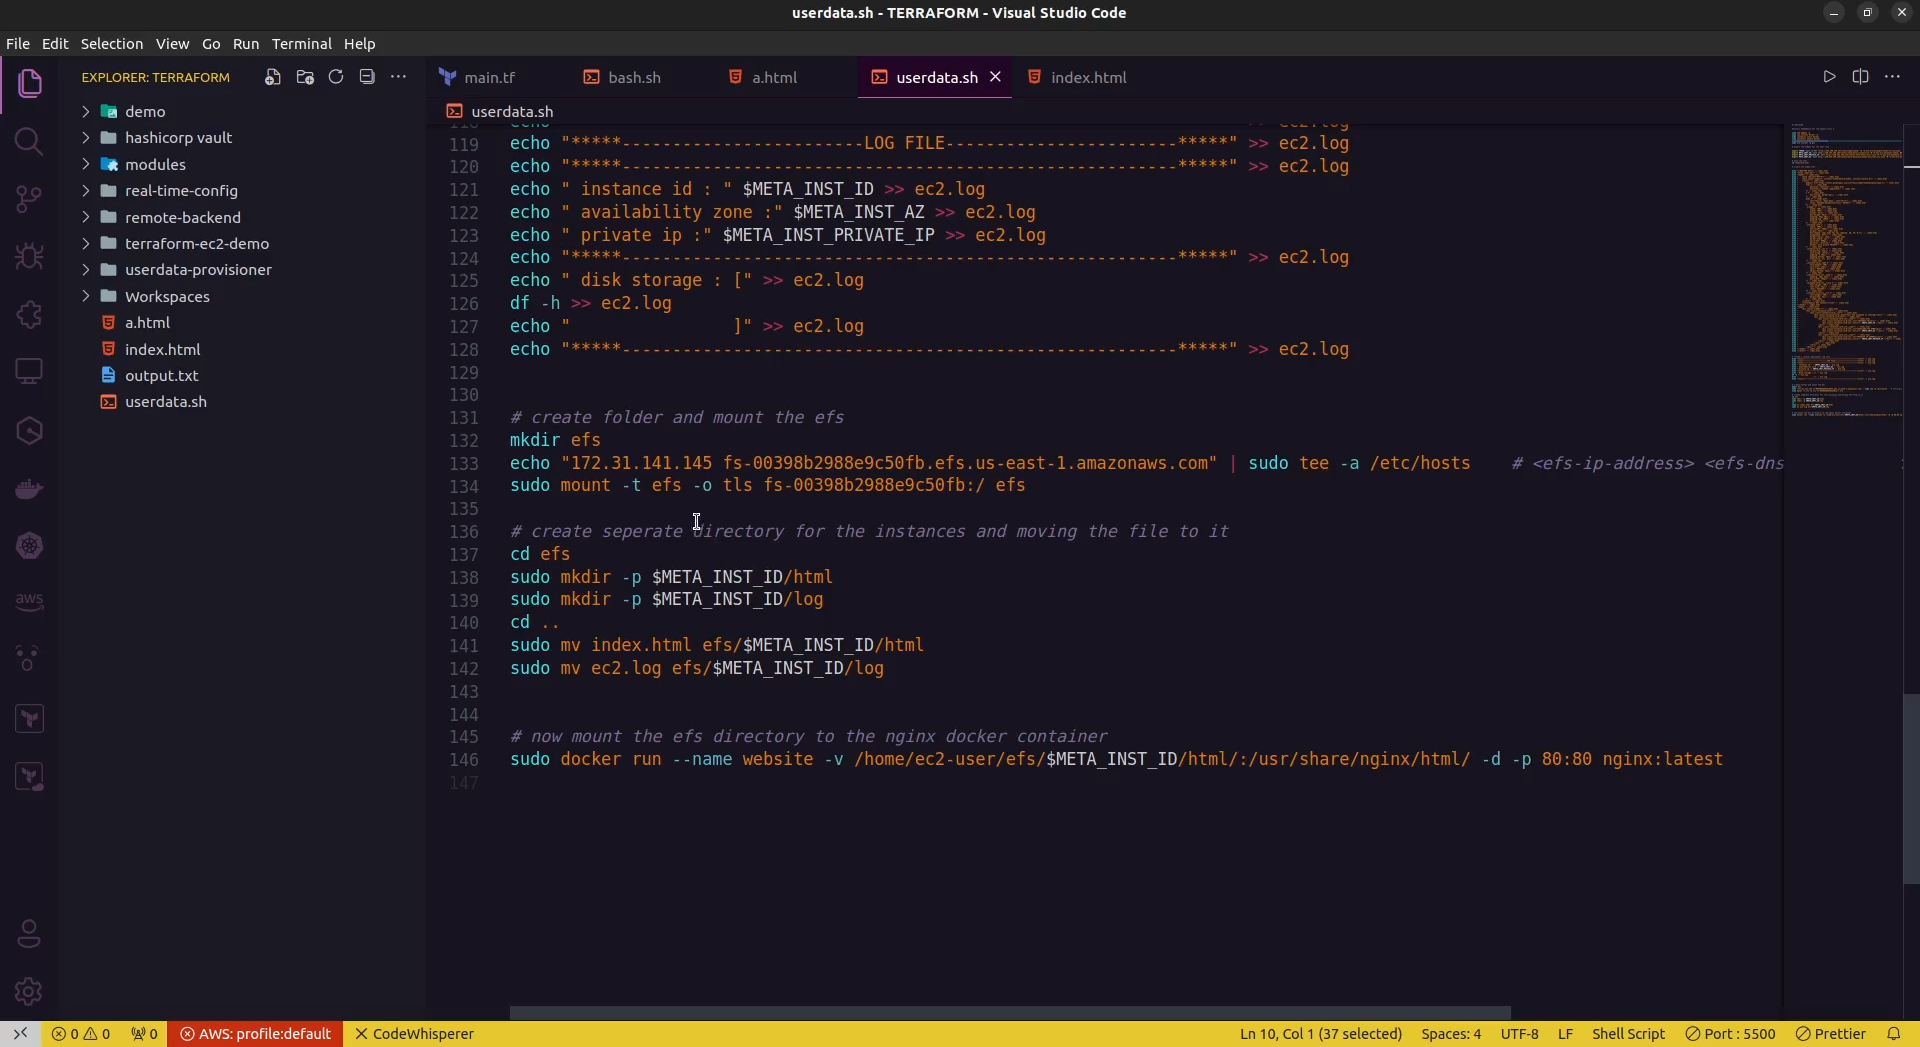 userdata.sh - TERRAFORM - Visual Studio Code
File Edit Selection View Go Run Terminal Help
EXPLORER: TERRAFORM
demo
hashicorp vault
modules
real-time-config
remote-backend
terraform-ec2-demo
userdata-provisioner
Workspaces
a.html
index.html
output.txt
userdata.sh
aws
main.tf bash.sh a.html userdata.sh index.html
userdata.sh
119 echo "*****------------------------LOG FILE-----------------------*****" >> ec2.log
120 echo "*****-------------------------------------------------------*****" >> ec2.log
121 echo " instance id : " $META_INST_ID >> ec2.log
122 echo " availability zone :" $META_INST_AZ >> ec2.log
123 echo " private ip :" $META_INST_PRIVATE_IP >> ec2.log
124 echo "*****-------------------------------------------------------*****" >> ec2.log
125 echo " disk storage : [" >> ec2.log
126 df -h >> ec2.log
127 echo "                ]" >> ec2.log
128 echo "*****-------------------------------------------------------*****" >> ec2.log
129
130
131 # create folder and mount the efs
132 mkdir efs
133 echo "172.31.141.145 fs-00398b2988e9c50fb.efs.us-east-1.amazonaws.com" | sudo tee -a /etc/hosts    # <efs-ip-address> <efs-dns
134 sudo mount -t efs -o tls fs-00398b2988e9c50fb:/ efs
135
136 # create seperate directory for the instances and moving the file to it
137 cd efs
138 sudo mkdir -p $META_INST_ID/html
139 sudo mkdir -p $META_INST_ID/log
140 cd ..
141 sudo mv index.html efs/$META_INST_ID/html
142 sudo mv ec2.log efs/$META_INST_ID/log
143
144
145 # now mount the efs directory to the nginx docker container
146 sudo docker run --name website -v /home/ec2-user/efs/$META_INST_ID/html/:/usr/share/nginx/html/ -d -p 80:80 nginx:latest
147
0 0 0 AWS: profile:default CodeWhisperer Ln 10, Col 1 (37 selected) Spaces: 4 UTF-8 LF Shell Script Port : 5500 Prettier